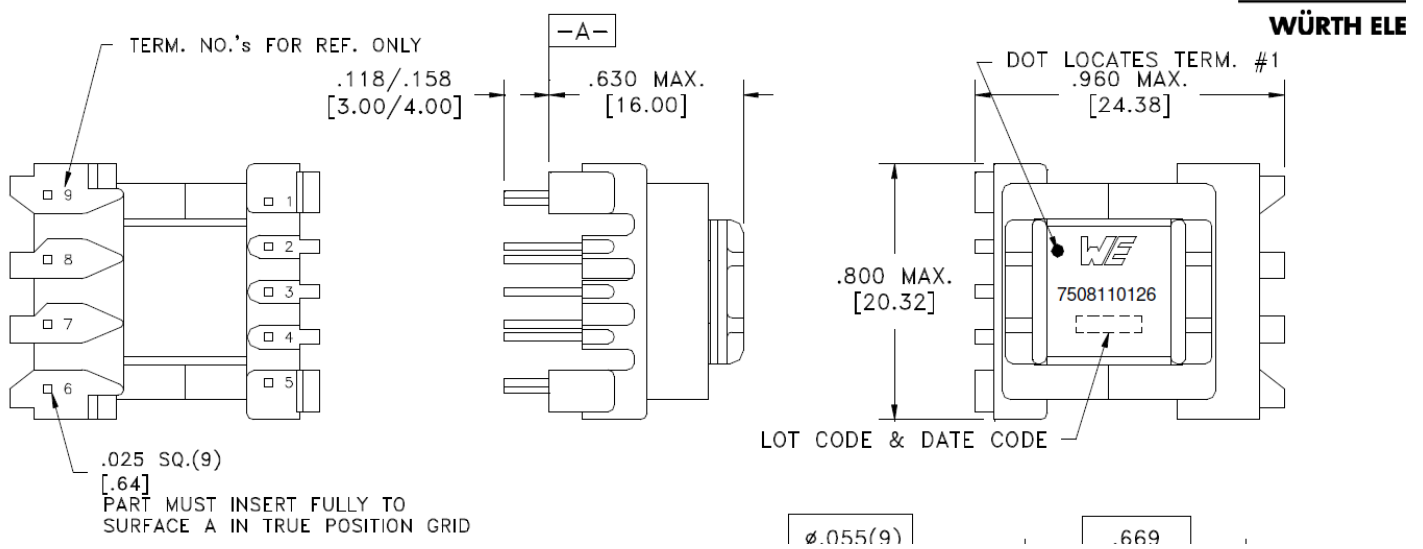 WÜRTH ELE
-A-
TERM. NO.'s FOR REF. ONLY
.118/.158
[3.00/4.00]
.630 MAX.
[16.00]
DOT LOCATES TERM. #1
.960 MAX.
[24.38]
9
8
7
6
1
2
3
4
5
.800 MAX.
[20.32]
WE
7508110126
LOT CODE & DATE CODE
.025 SQ.(9)
[.64]
PART MUST INSERT FULLY TO
SURFACE A IN TRUE POSITION GRID
ø.055(9)
.669